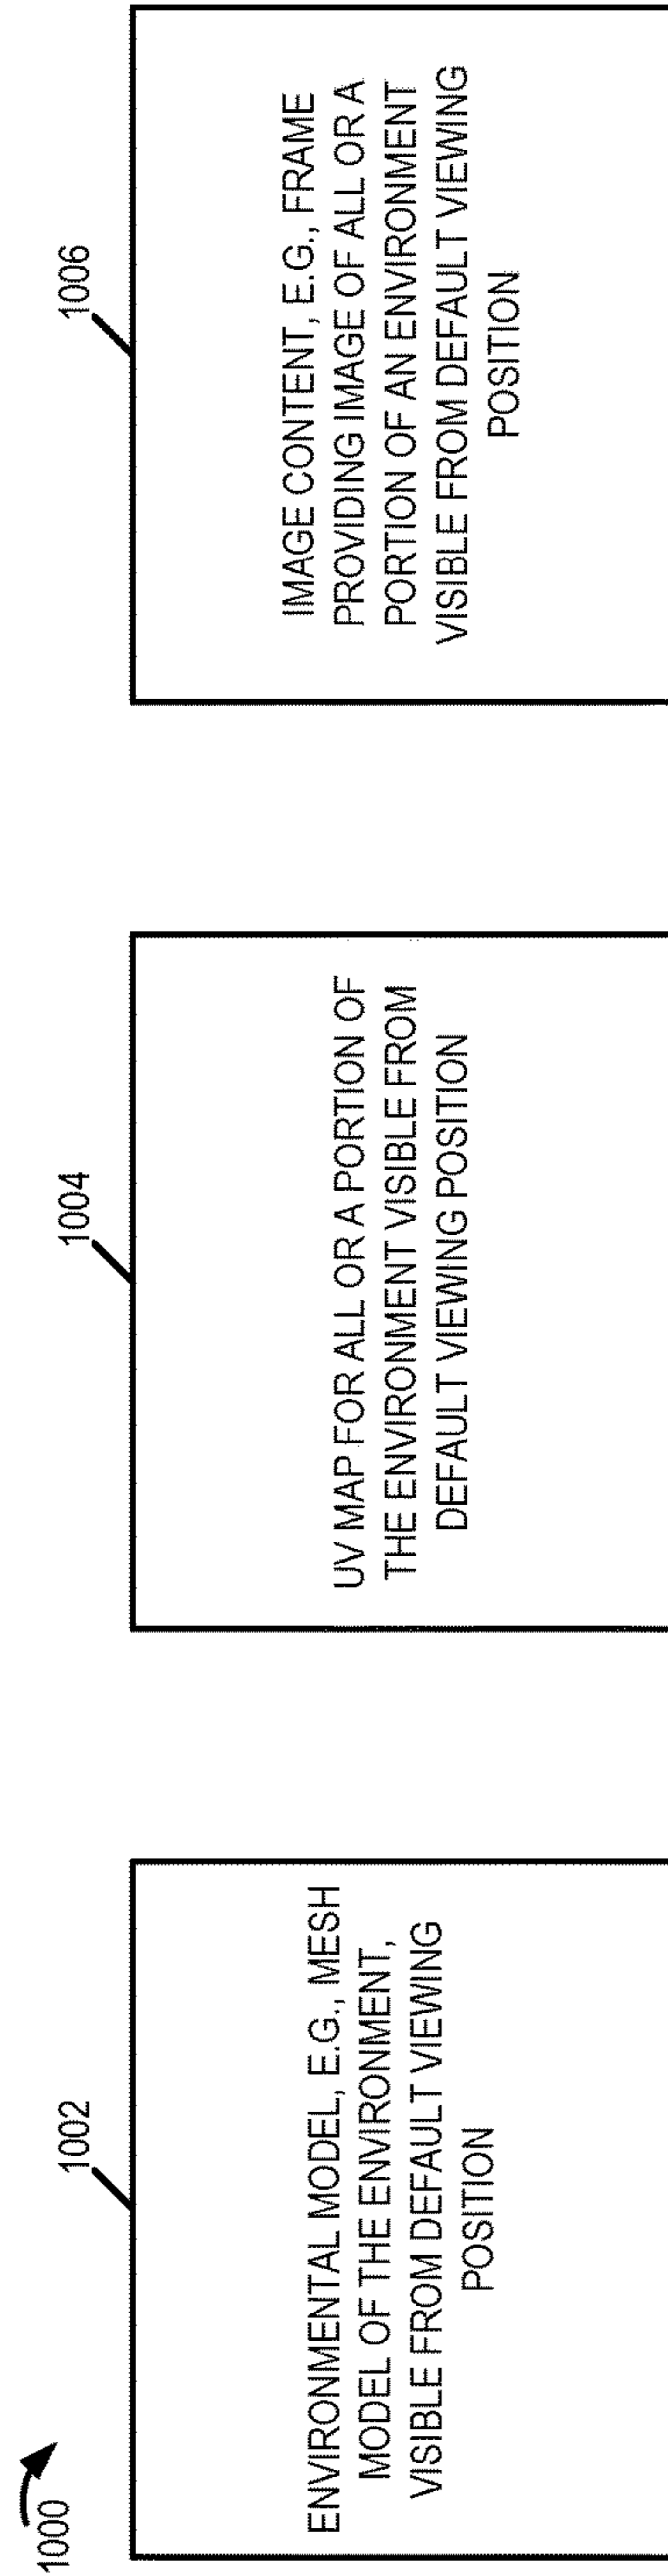 1000
1002
ENVIRONMENTAL MODEL, E.G., MESH
MODEL OF THE ENVIRONMENT,
VISIBLE FROM DEFAULT VIEWING
POSITION
1004
UV MAP FOR ALL OR A PORTION OF
THE ENVIRONMENT VISIBLE FROM
DEFAULT VIEWING POSITION
1006
IMAGE CONTENT, E.G., FRAME
PROVIDING IMAGE OF ALL OR A
PORTION OF AN ENVIRONMENT
VISIBLE FROM DEFAULT VIEWING
POSITION